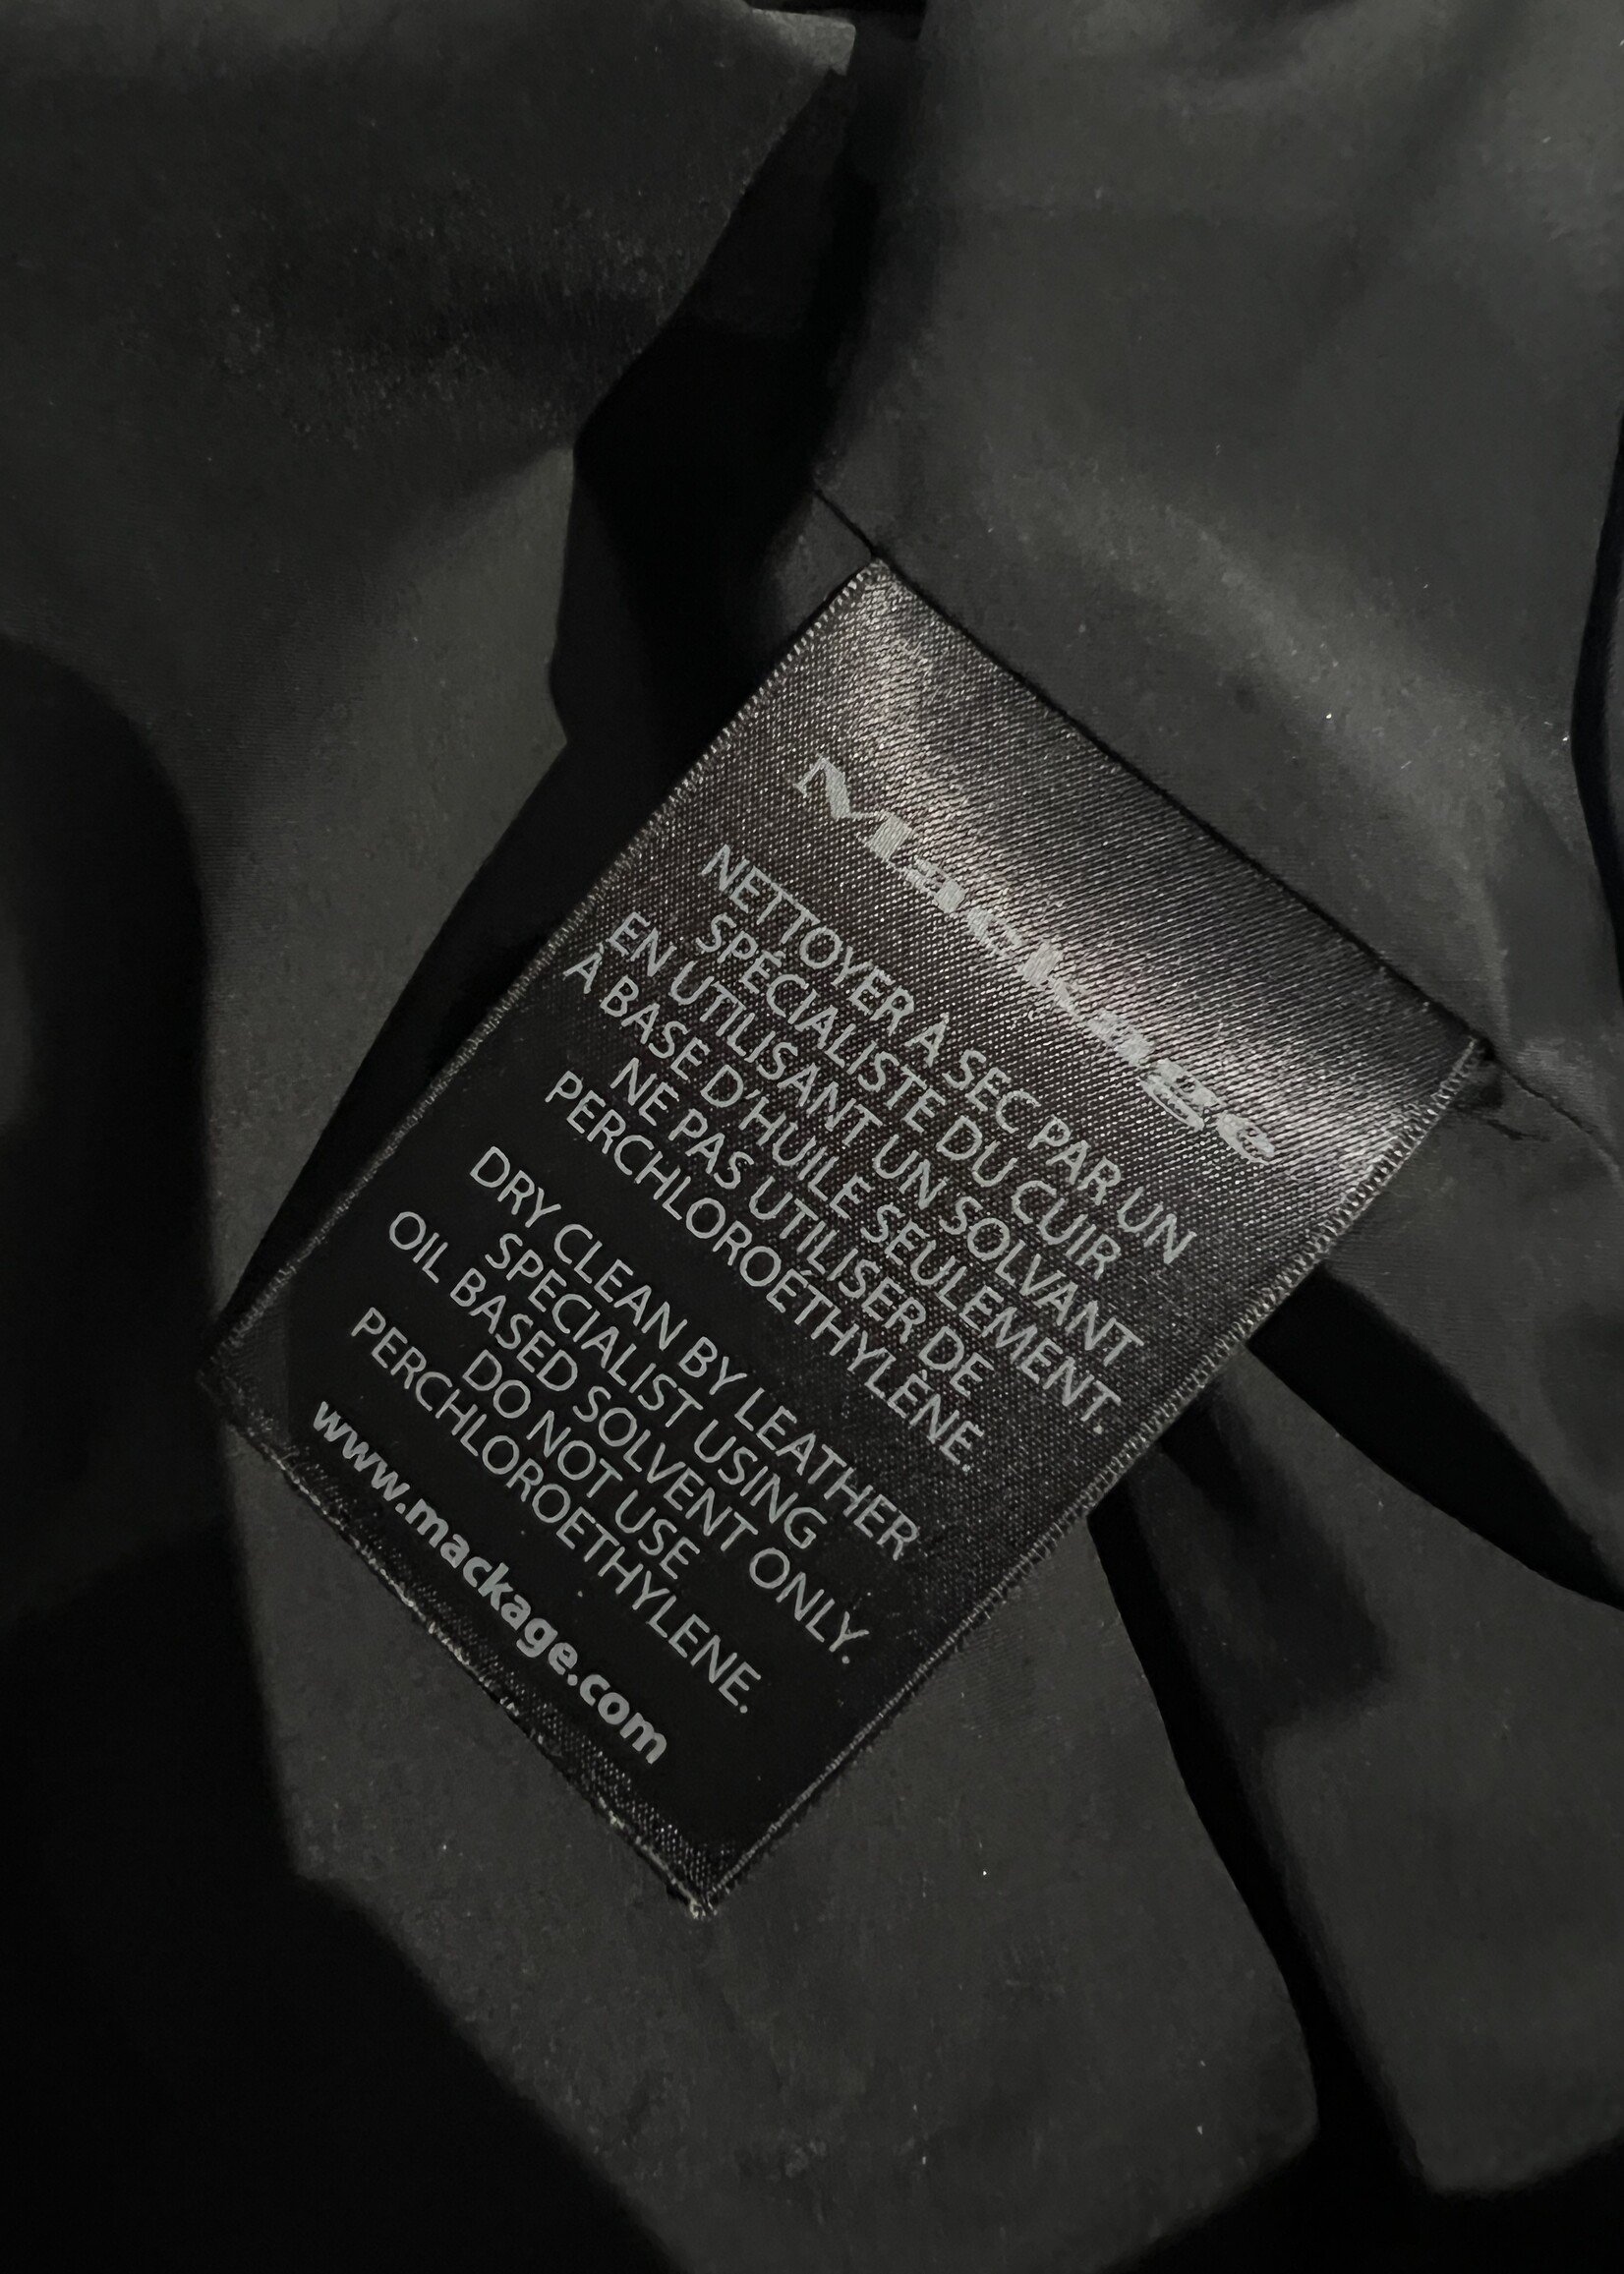 Mackage
NETTOYER À SEC PAR UN
SPÉCIALISTE DU CUIR
EN UTILISANT UN SOLVANT
À BASE D'HUILE SEULEMENT.
NE PAS UTILISER DE
PERCHLOROÉTHYLÈNE.
DRY CLEAN BY LEATHER
SPECIALIST USING
OIL BASED SOLVENT ONLY.
DO NOT USE
PERCHLOROETHYLENE.
www.mackage.com